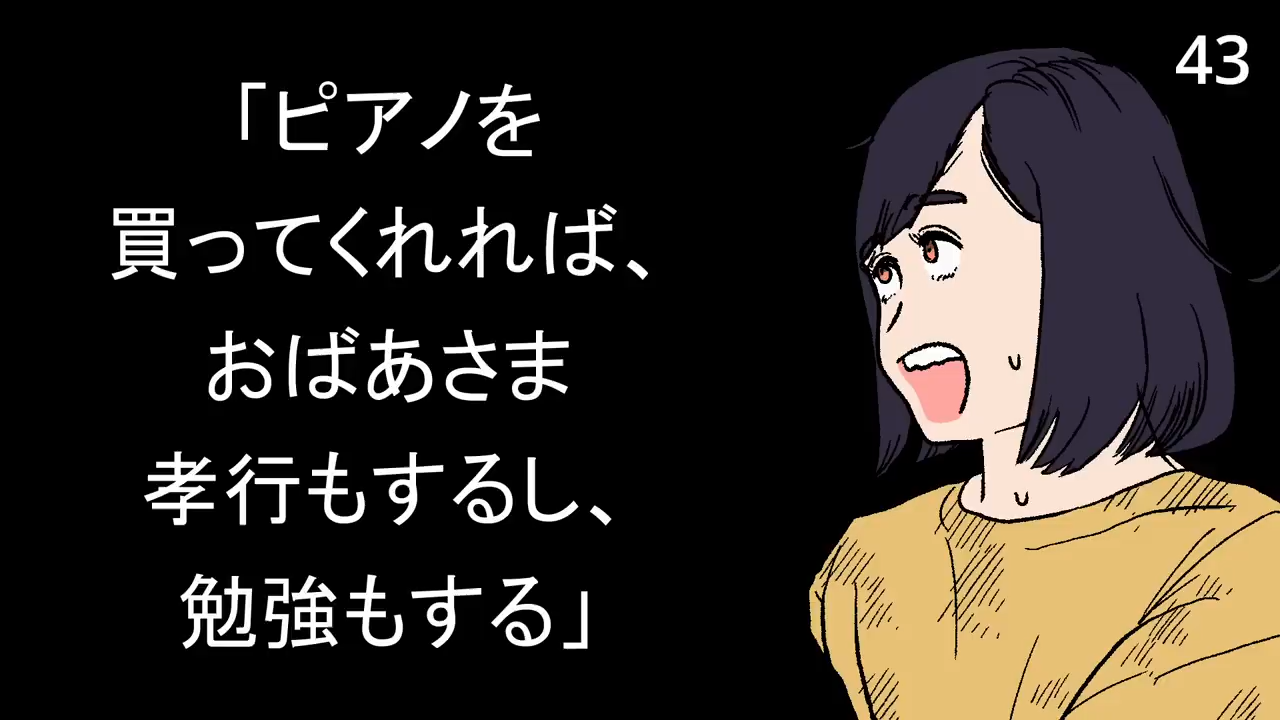 43
「ピアノを
買ってくれれば、
おばあさま
孝行もするし、
勉強もする」